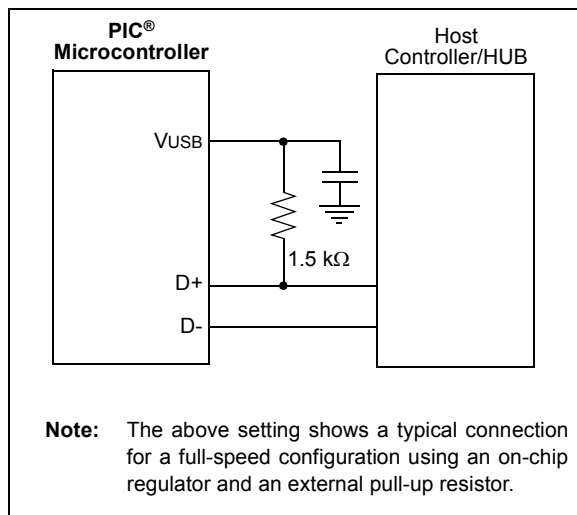 PIC®
Microcontroller
Host
Controller/HUB
VUSB
1.5 kΩ
D+
D-
Note: The above setting shows a typical connection
for a full-speed configuration using an on-chip
regulator and an external pull-up resistor.